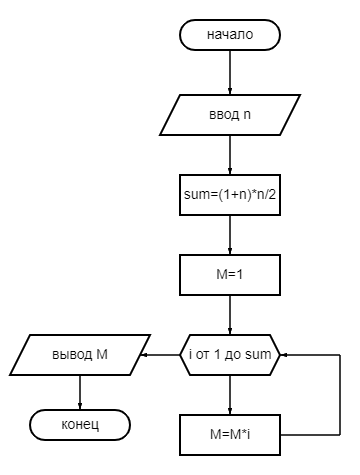 начало
ввод n
sum=(1+n)*n/2
M=1
i от 1 до sum
вывод M
конец
M=M*i